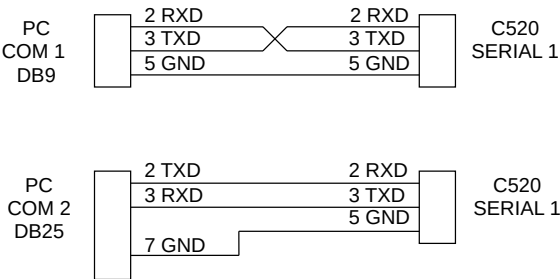 2 RXD 2 RXD
PC C520
3 TXD 3 TXD
COM 1 SERIAL 1
5 GND 5 GND
DB9
2 TXD 2 RXD
PC C520
3 RXD 3 TXD
COM 2 SERIAL 1
5 GND
DB25
7 GND